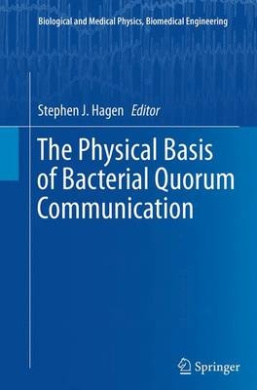 Biological and Medical Physics, Biomedical Engineering
Stephen J. Hagen Editor
The Physical Basis
of Bacterial Quorum
Communication
Springer